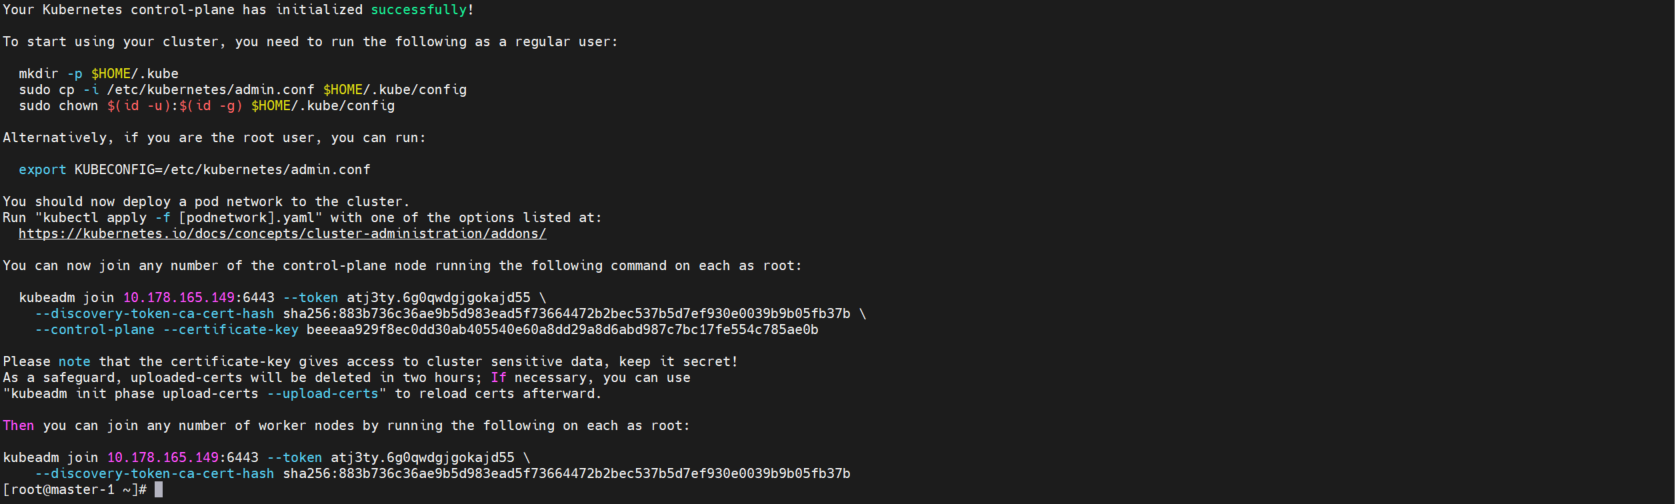 Your Kubernetes control-plane has initialized successfully!
To start using your cluster, you need to run the following as a regular user:
mkdir -p $HOME/.kube
sudo cp -i /etc/kubernetes/admin.conf $HOME/.kube/config
sudo chown $(id -u):$(id -g) $HOME/.kube/config
Alternatively, if you are the root user, you can run:
export KUBECONFIG=/etc/kubernetes/admin.conf
You should now deploy a pod network to the cluster.
Run "kubectl apply -f [podnetwork].yaml" with one of the options listed at:
https://kubernetes.io/docs/concepts/cluster-administration/addons/
You can now join any number of the control-plane node running the following command on each as root:
kubeadm join 10.178.165.149:6443 --token atj3ty.6g0qwdgjgokajd55 \
--discovery-token-ca-cert-hash sha256:883b736c36ae9b5d983ead5f73664472b2bec537b5d7ef930e0039b9b05fb37b \
--control-plane --certificate-key beeeaa929f8ec0dd30ab405540e60a8dd29a8d6abd987c7bc17fe554c785ae0b
Please note that the certificate-key gives access to cluster sensitive data, keep it secret!
As a safeguard, uploaded-certs will be deleted in two hours; If necessary, you can use
"kubeadm init phase upload-certs --upload-certs" to reload certs afterward.
Then you can join any number of worker nodes by running the following on each as root:
kubeadm join 10.178.165.149:6443 --token atj3ty.6g0qwdgjgokajd55 \
--discovery-token-ca-cert-hash sha256:883b736c36ae9b5d983ead5f73664472b2bec537b5d7ef930e0039b9b05fb37b
[root@master-1 ~]#